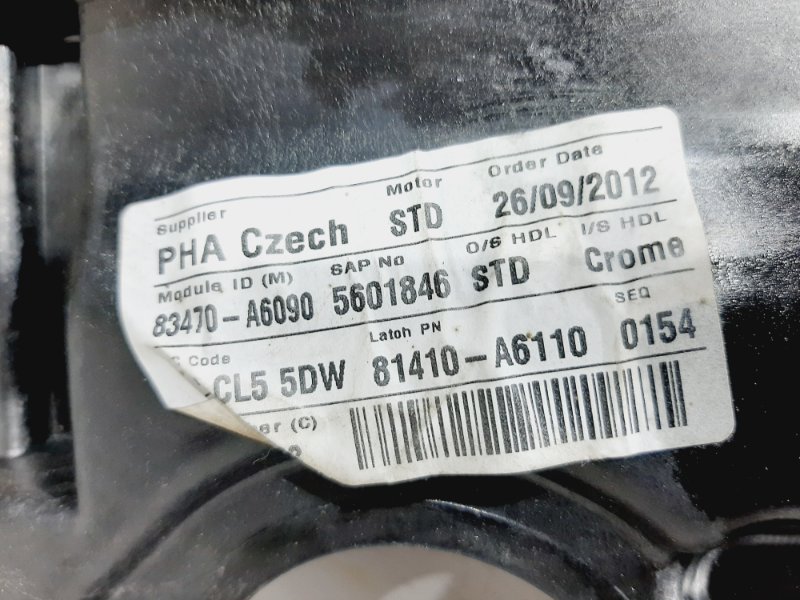 Supplier Motor Order Date
PHA Czech STD 26/09/2012
Module ID (M) SAP No O/S HDL I/S HDL
83470-A6090 5601846 STD Crome
Code Latch PN SEQ
CL5 5DW 81410-A6110 0154
(C)